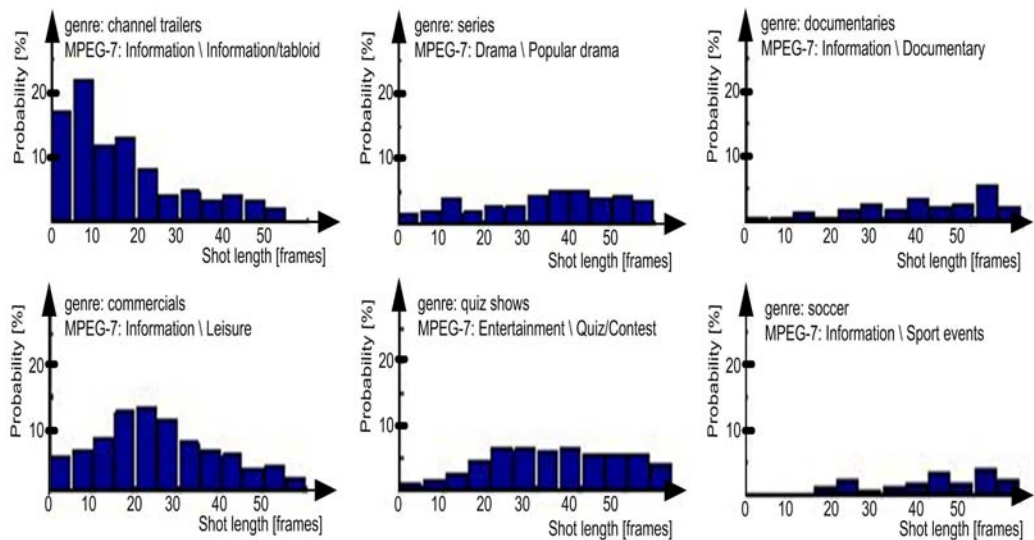 genre: channel trailers
MPEG-7: Information \ Information/tabloid
Probability [%]
20
10
0 10 20 30 40 50
Shot length [frames]
genre: series
MPEG-7: Drama \ Popular drama
Probability [%]
20
10
0 10 20 30 40 50
Shot length [frames]
genre: documentaries
MPEG-7: Information \ Documentary
Probability [%]
20
10
0 10 20 30 40 50
Shot length [frames]
genre: commercials
MPEG-7: Information \ Leisure
Probability [%]
20
10
0 10 20 30 40 50
Shot length [frames]
genre: quiz shows
MPEG-7: Entertainment \ Quiz/Contest
Probability [%]
20
10
0 10 20 30 40 50
Shot length [frames]
genre: soccer
MPEG-7: Information \ Sport events
Probability [%]
20
10
0 10 20 30 40 50
Shot length [frames]